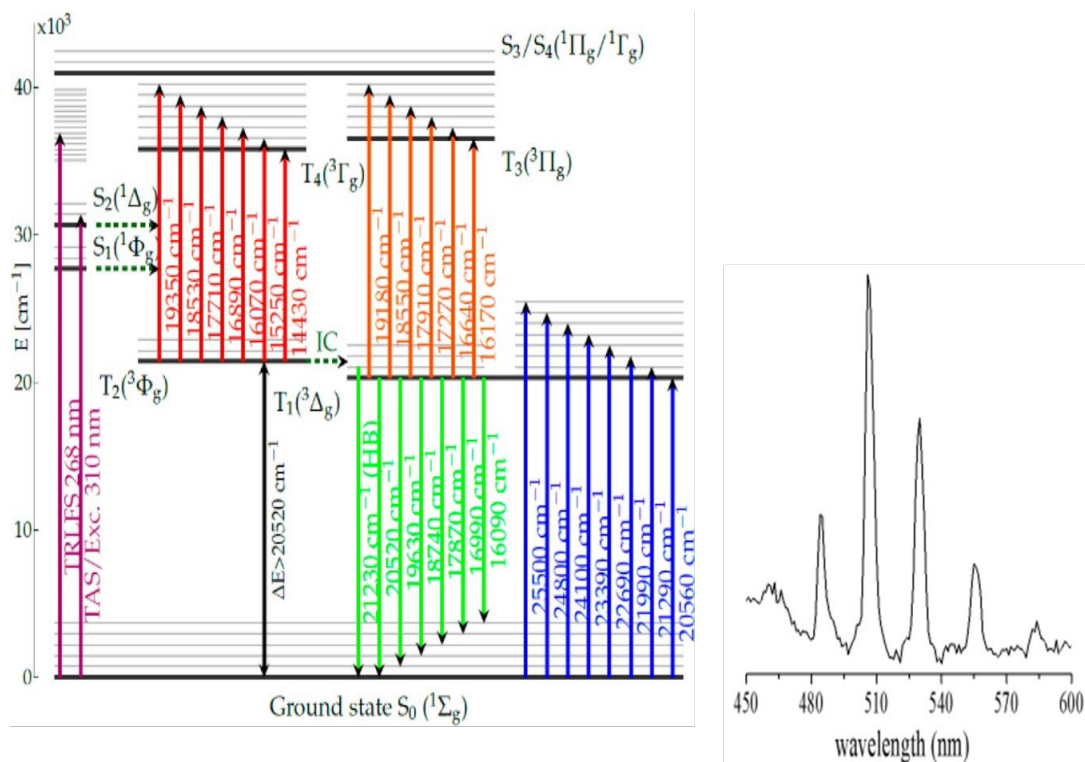 x10³
E [cm⁻¹]
40
30
20
10
0
S₃/S₄(¹Πg/¹Γg)
S₂(¹Δg)
S₁(¹Φg)
T₄(³Γg)
T₃(³Πg)
T₂(³Φg)
T₁(³Δg)
IC
TRLFS 268 nm
TAS/Exc. 310 nm
19350 cm⁻¹
18530 cm⁻¹
17710 cm⁻¹
16890 cm⁻¹
16070 cm⁻¹
15250 cm⁻¹
14430 cm⁻¹
19180 cm⁻¹
18550 cm⁻¹
17910 cm⁻¹
17270 cm⁻¹
16640 cm⁻¹
16170 cm⁻¹
ΔE>20520 cm⁻¹
21230 cm⁻¹ (HB)
20520 cm⁻¹
19630 cm⁻¹
18740 cm⁻¹
17870 cm⁻¹
16990 cm⁻¹
16090 cm⁻¹
25500 cm⁻¹
24800 cm⁻¹
24100 cm⁻¹
23390 cm⁻¹
22690 cm⁻¹
21990 cm⁻¹
21290 cm⁻¹
20560 cm⁻¹
Ground state S₀ (¹Σg)
450 480 510 540 570 600
wavelength (nm)